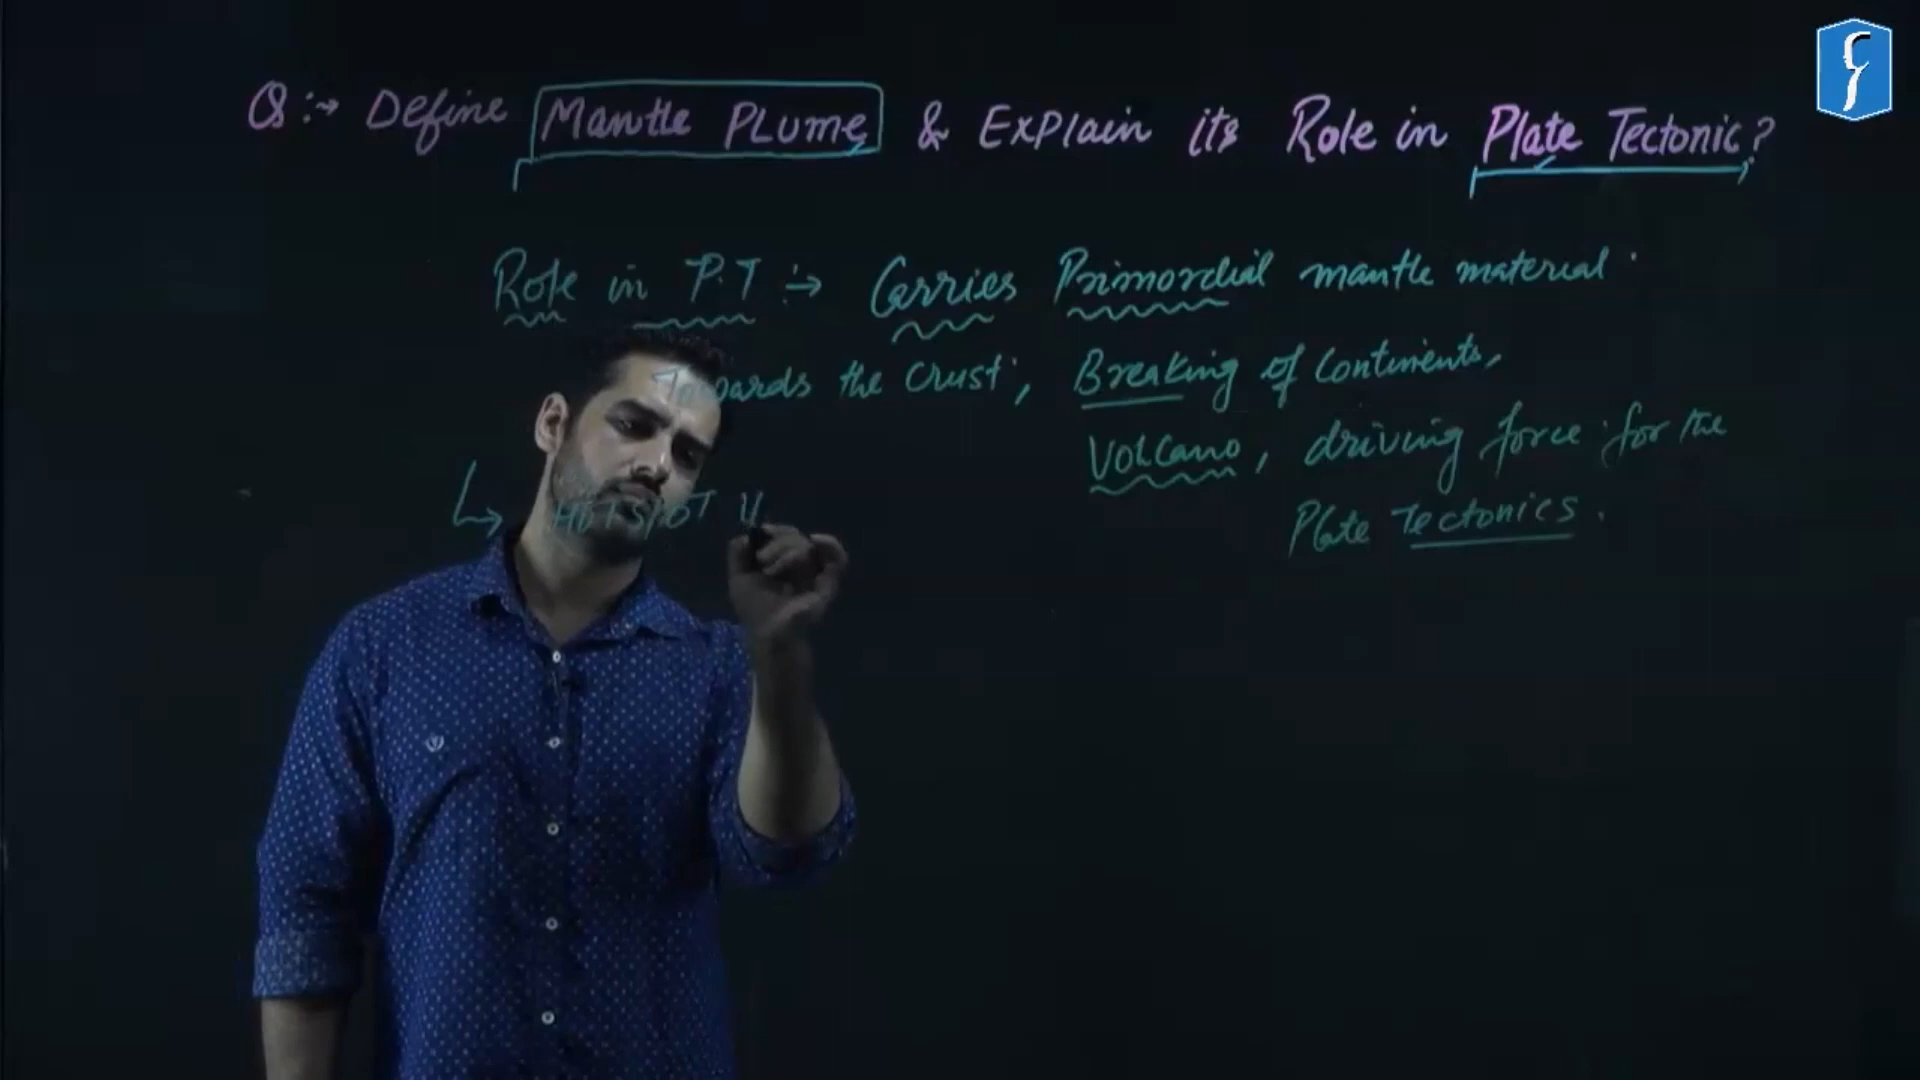 Q:→ Define Mantle PLume & Explain its Role in Plate Tectonic?
Role in P.T :→ Carries Primordial mantle material
Towards the Crust, Breaking of Continents,
Volcano, driving force for the
Plate Tectonics.
↳ HOTSPOT V